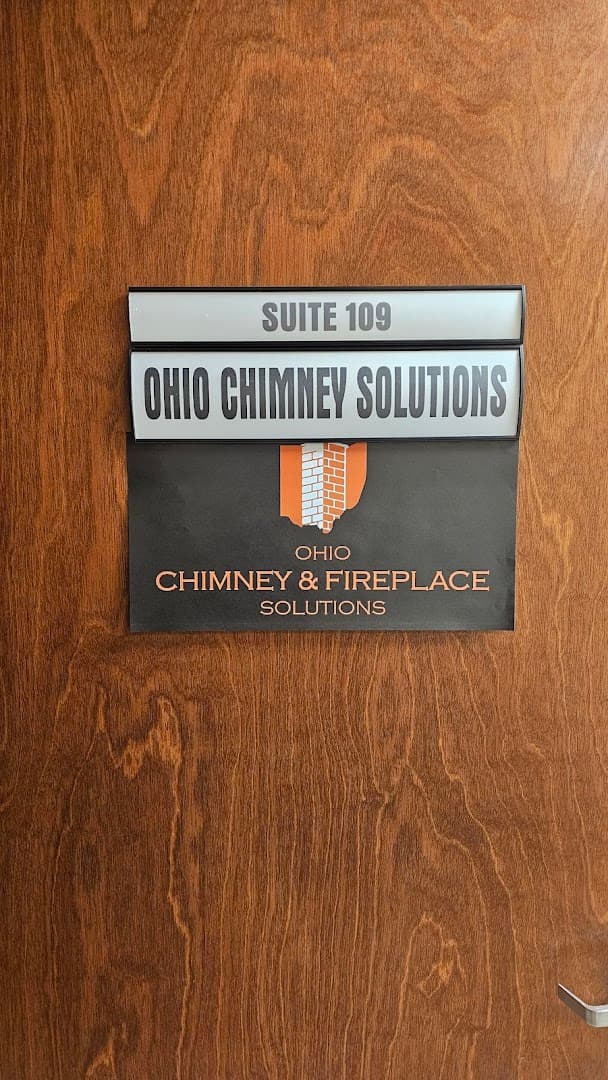 SUITE 109
OHIO CHIMNEY SOLUTIONS
OHIO
CHIMNEY & FIREPLACE
SOLUTIONS